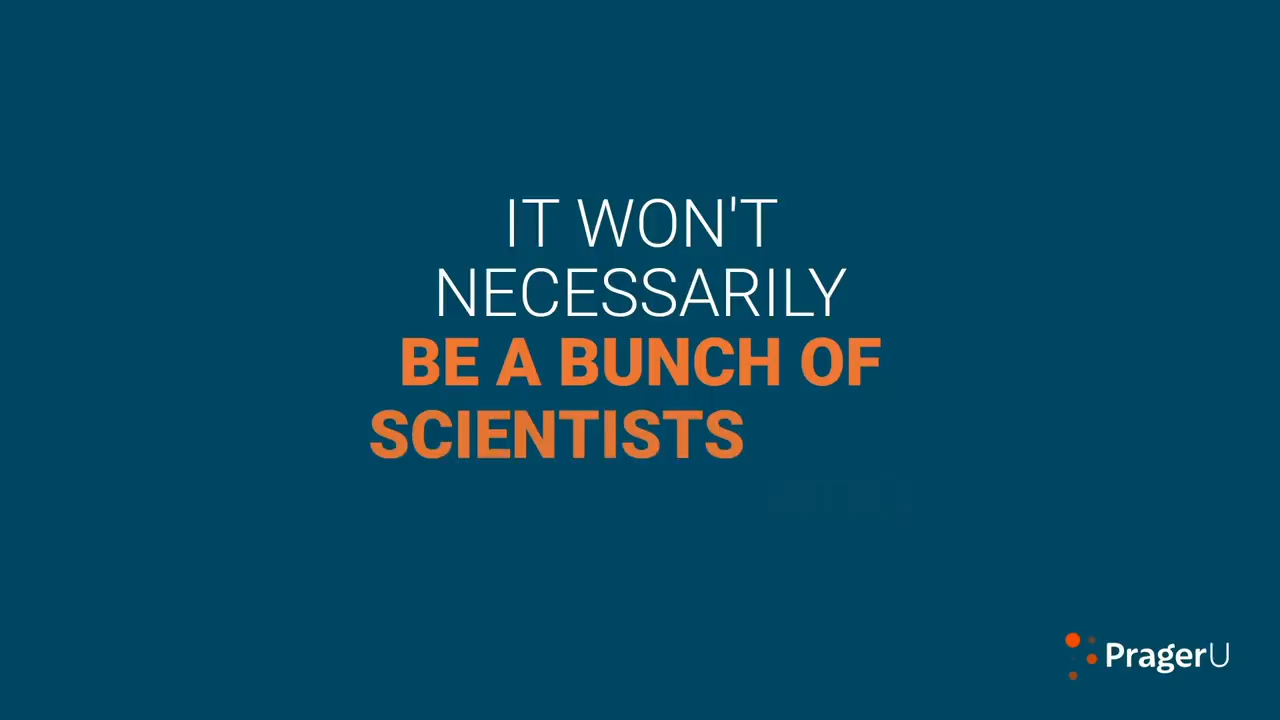 IT WON'T
NECESSARILY
BE A BUNCH OF
SCIENTISTS
PragerU